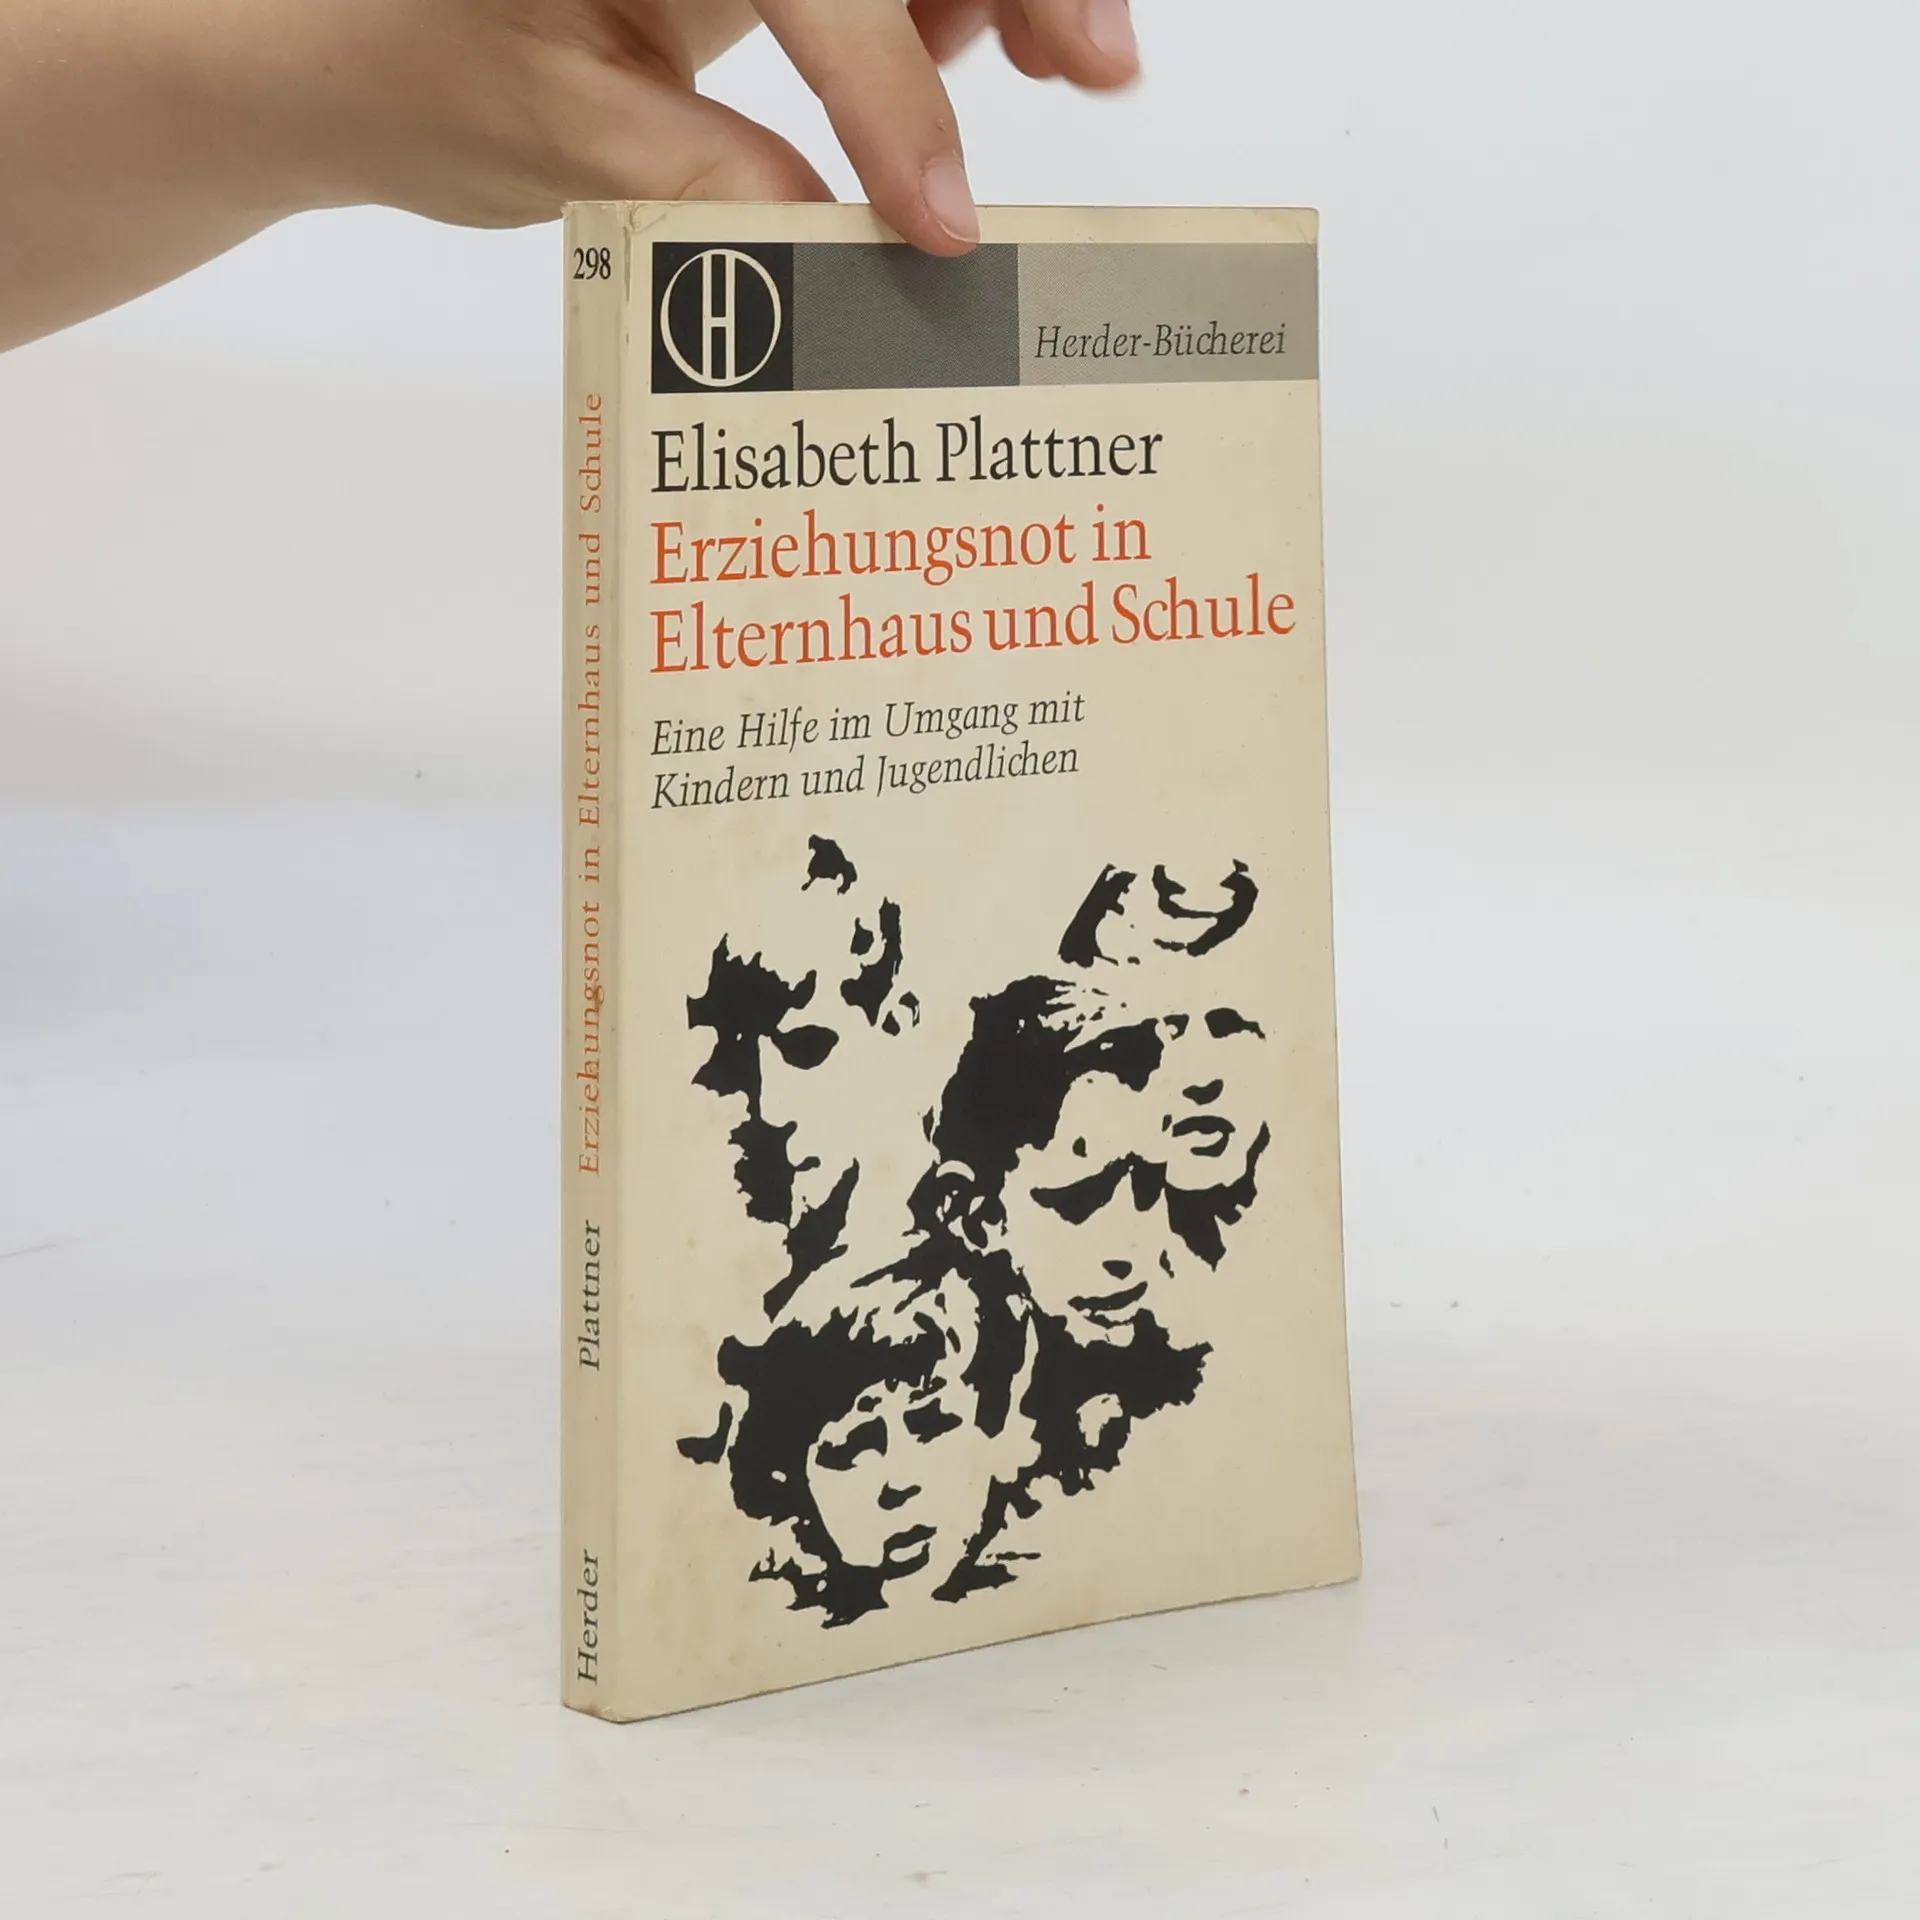 298
Erziehungsnot in Elternhaus und Schule
Plattner
Herder
H
Herder-Bücherei
Elisabeth Plattner
Erziehungsnot in
Elternhaus und Schule
Eine Hilfe im Umgang mit
Kindern und Jugendlichen